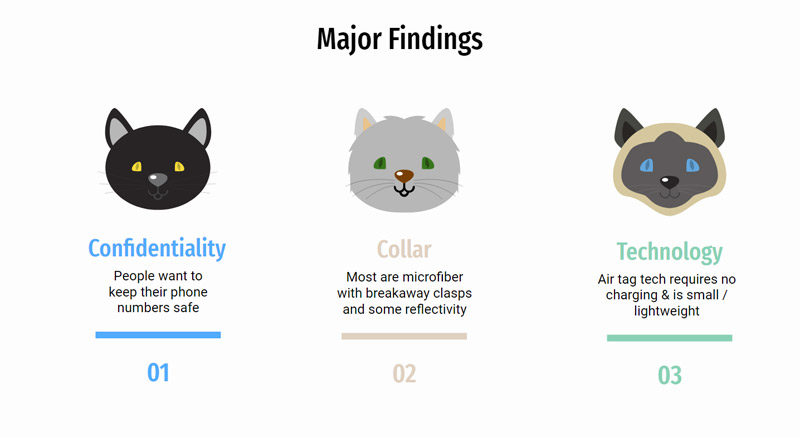 Major Findings
Confidentiality
People want to
keep their phone
numbers safe
01
Collar
Most are microfiber
with breakaway clasps
and some reflectivity
02
Technology
Air tag tech requires no
charging & is small /
lightweight
03